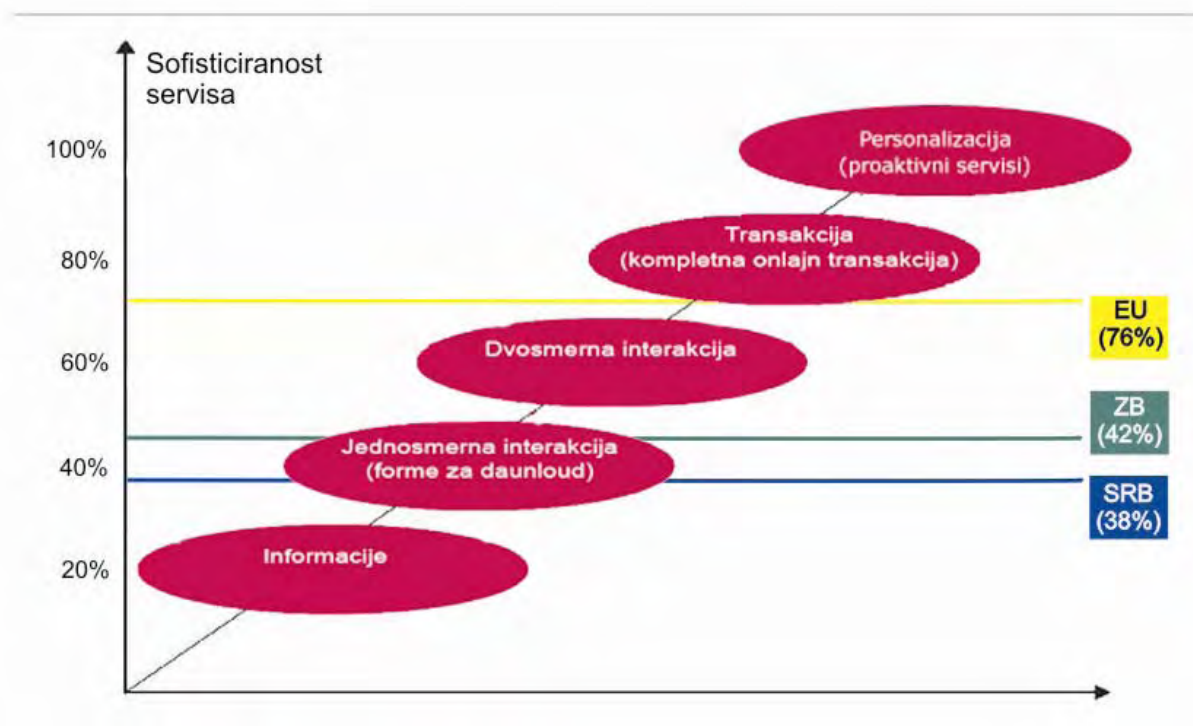 Sofisticiranost
servisa
100%
Personalizacija
(proaktivni servisi)
80%
Transakcija
(kompletna onlajn transakcija)
EU
(76%)
60%
Dvosmerna interakcija
ZB
(42%)
40%
Jednosmerna interakcija
(forme za daunloud)
SRB
(38%)
20%
Informacije